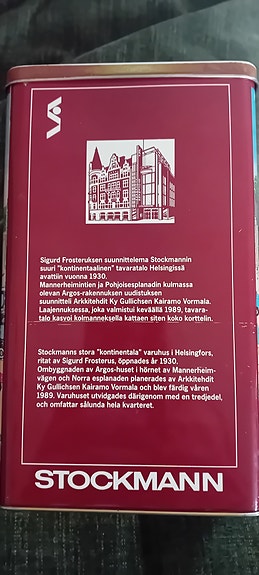 Sigurd Frosteruksen suunnittelema Stockmannin
suuri "kontinentaalinen" tavaratalo Helsingissä
avattiin vuonna 1930.
Mannerheimintien ja Pohjoisesplanadin kulmassa
olevan Argos-rakennuksen uudistuksen
suunnitteli Arkkitehdit Ky Gullichsen Kairamo Vormala.
Laajennuksessa, joka valmistui keväällä 1989, tavara-
talo kasvoi kolmanneksella kattaen siten koko korttelin.
Stockmanns stora "kontinentala" varuhus i Helsingfors,
ritat av Sigurd Frosterus, öppnades år 1930.
Ombyggnaden av Argos-huset i hörnet av Mannerheim-
vägen och Norra esplanaden planerades av Arkkitehdit
Ky Gullichsen Kairamo Vormala och blev färdig våren
1989. Varuhuset utvidgades därigenom med en tredjedel,
och omfattar sålunda hela kvarteret.
STOCKMANN